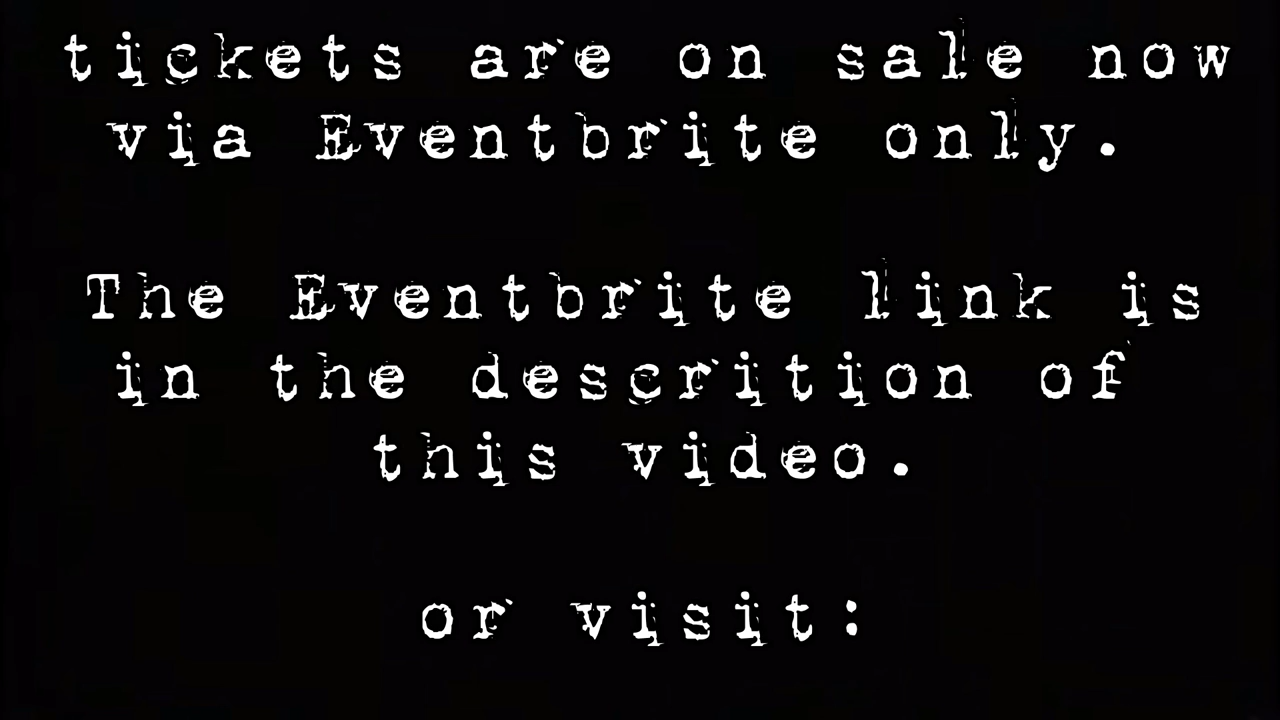 tickets are on sale now
via Eventbrite only.
The Eventbrite link is
in the descrition of
this video.
or visit: